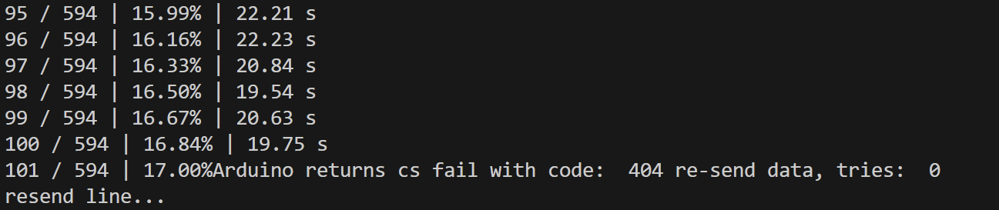 95 / 594 | 15.99% | 22.21 s
96 / 594 | 16.16% | 22.23 s
97 / 594 | 16.33% | 20.84 s
98 / 594 | 16.50% | 19.54 s
99 / 594 | 16.67% | 20.63 s
100 / 594 | 16.84% | 19.75 s
101 / 594 | 17.00%Arduino returns cs fail with code:  404 re-send data, tries:  0
resend line...